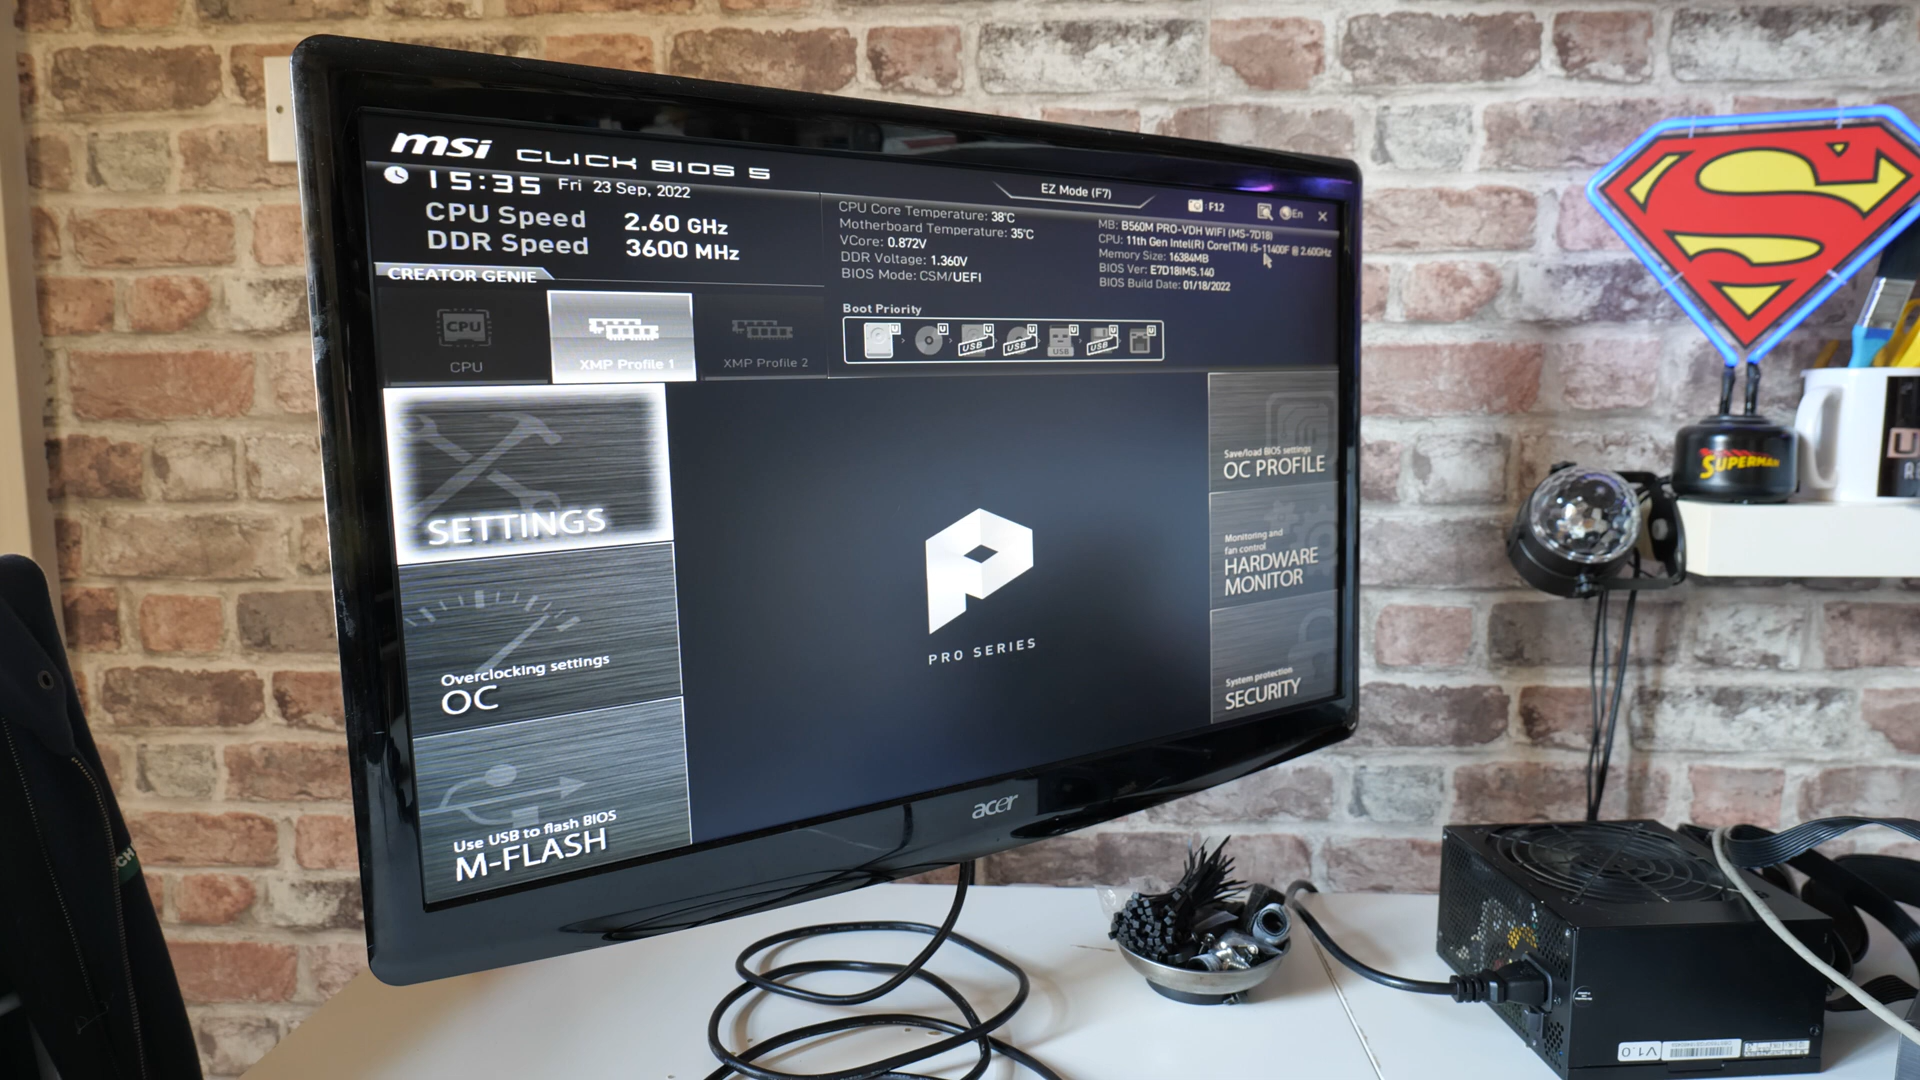 msi CLICK BIOS 5
15:35 Fri 23 Sep, 2022
CPU Speed 2.60 GHz
DDR Speed 3600 MHz
CREATOR GENIE
CPU
CPU
XMP Profile 1
XMP Profile 2
EZ Mode (F7)
: F12
En
X
CPU Core Temperature: 38°C
Motherboard Temperature: 35°C
VCore: 0.872V
DDR Voltage: 1.360V
BIOS Mode: CSM/UEFI
MB: B560M PRO-VDH WIFI (MS-7D18)
CPU: 11th Gen Intel(R) Core(TM) i5-11400F @ 2.60GHz
Memory Size: 16384MB
BIOS Ver: E7D18IMS.140
BIOS Build Date: 01/18/2022
Boot Priority
U U U U U U U
USB USB USB USB
SETTINGS
Overclocking settings
OC
Use USB to flash BIOS
M-FLASH
PRO SERIES
Save/load BIOS settings
OC PROFILE
Monitoring and
fan control
HARDWARE
MONITOR
System protection
SECURITY
acer
S
SUPERMAN
V1.0